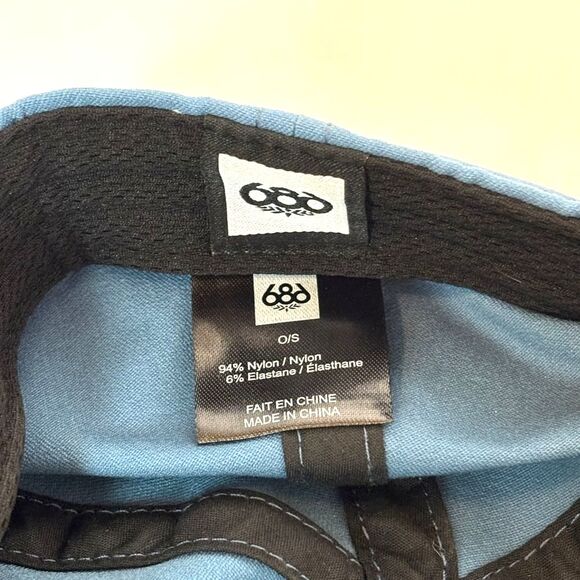 686
686
O/S
94% Nylon / Nylon
6% Elastane / Élasthane
FAIT EN CHINE
MADE IN CHINA